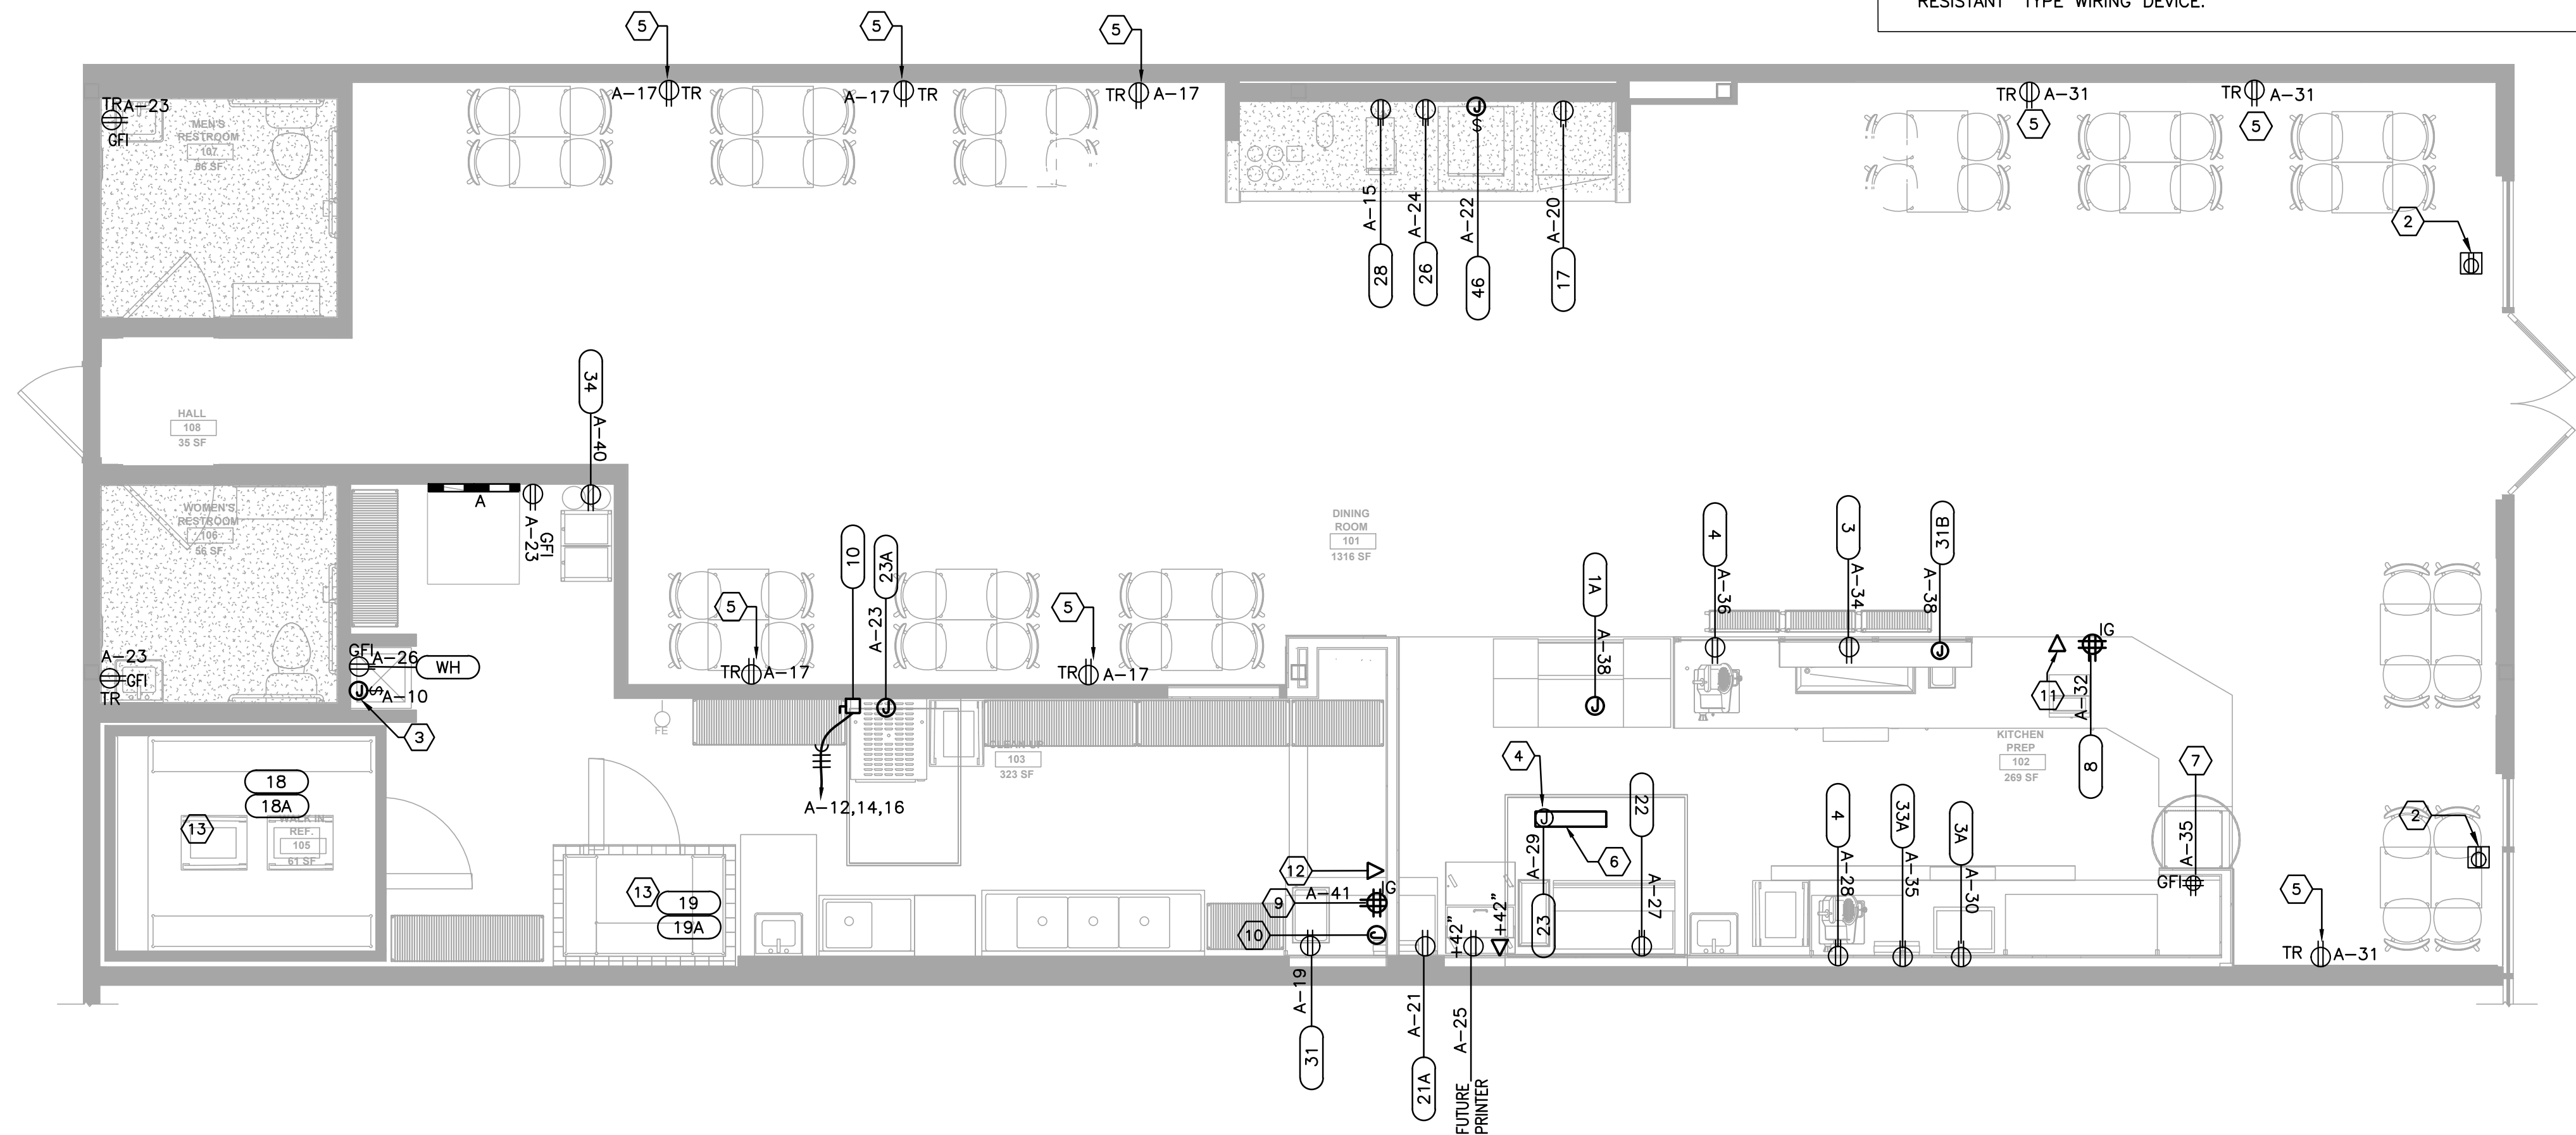 RESISTANT" TYPE WIRING DEVICE.
5
5
5
A-17 TR
A-17 TR
TR A-17
TR A-31
5
TR A-31
5
TR A-23
GFI
MEN'S
RESTROOM
107
S
A-15
28
A-24
26
A-22
46
A-20
17
2
34
A-40
HALL
108
35 SF
A
GFI
A-23
WOMEN'S
RESTROOM
106
56 SF
DINING
ROOM
101
1316 SF
10
23A
A-23
1A
A-38
4
A-36
3
A-34
31B
A-38
5
TR A-17
5
TR A-17
A-23
GFI
TR
GFI
A-26
WH
J
S
A-10
3
FE
J
J
J
IG
11
A-32
8
CLEAN-UP
103
323 SF
A-12,14,16
KITCHEN
PREP
102
269 SF
7
A-35
GFI
4
J
A-29
23
6
22
A-27
4
A-28
33A
A-35
3A
A-30
2
18
18A
13
WALK IN
REF.
105
61 SF
13
19
19A
12
IG
A-41
9
10
J
+42"
+42"
5
TR A-31
A-19
31
A-21
21A
A-25
FUTURE
PRINTER